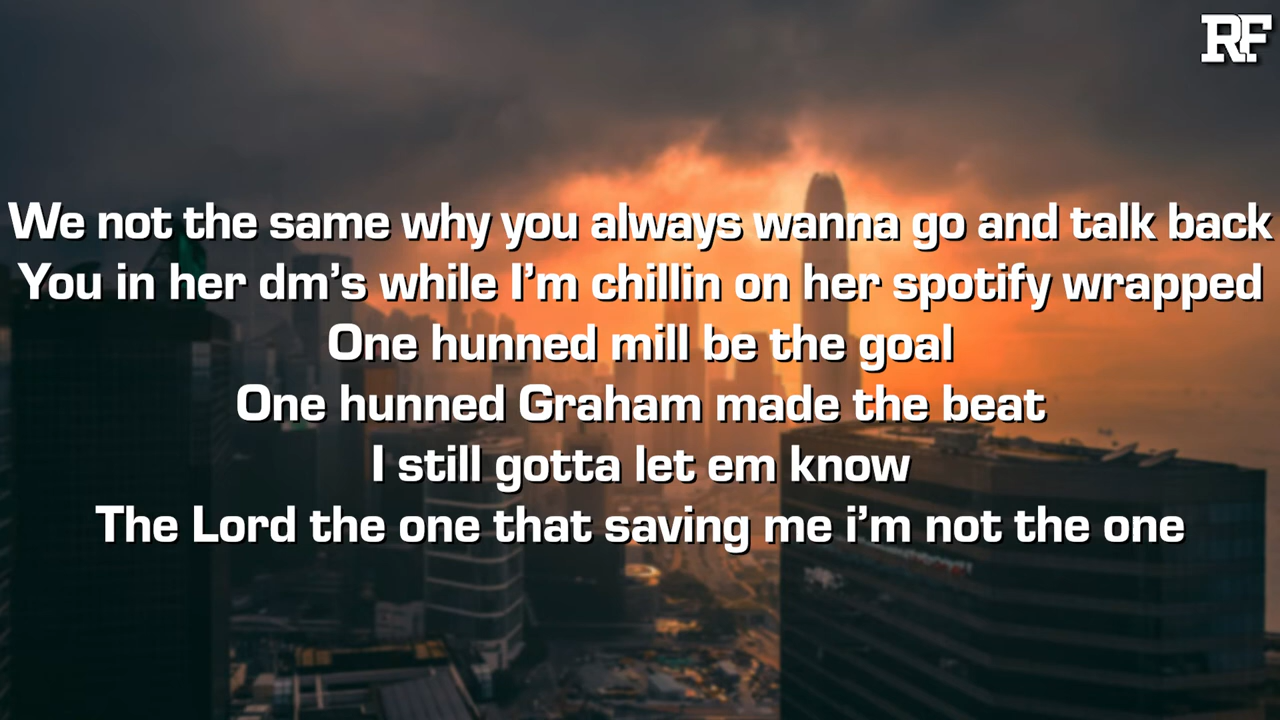 RF
We not the same why you always wanna go and talk back
You in her dm’s while I’m chillin on her spotify wrapped
One hunned mill be the goal
One hunned Graham made the beat
I still gotta let em know
The Lord the one that saving me i’m not the one